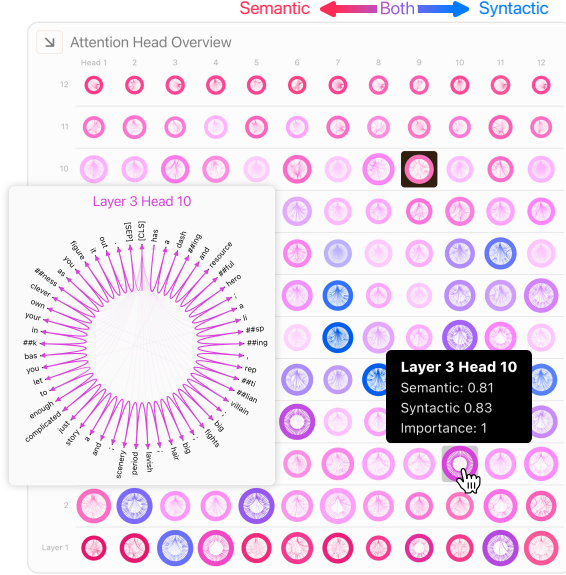 Semantic Both Syntactic
Attention Head Overview
Head 1 2 3 4 5 6 7 8 9 10 11 12
12
11
10
Layer 3 Head 10
[CLS]
has
a
dash
##ing
and
resource
##ful
hero
;
a
li
##sp
##ing
,
rep
##ti
##lian
villain
;
big
fights
;
big
hair
;
lavish
period
scenery
;
and
a
story
just
complicated
enough
to
let
you
bas
##k
in
your
own
clever
##ness
as
you
figure
it
out
.
[SEP]
Layer 3 Head 10
Semantic: 0.81
Syntactic 0.83
Importance: 1
2
Layer 1